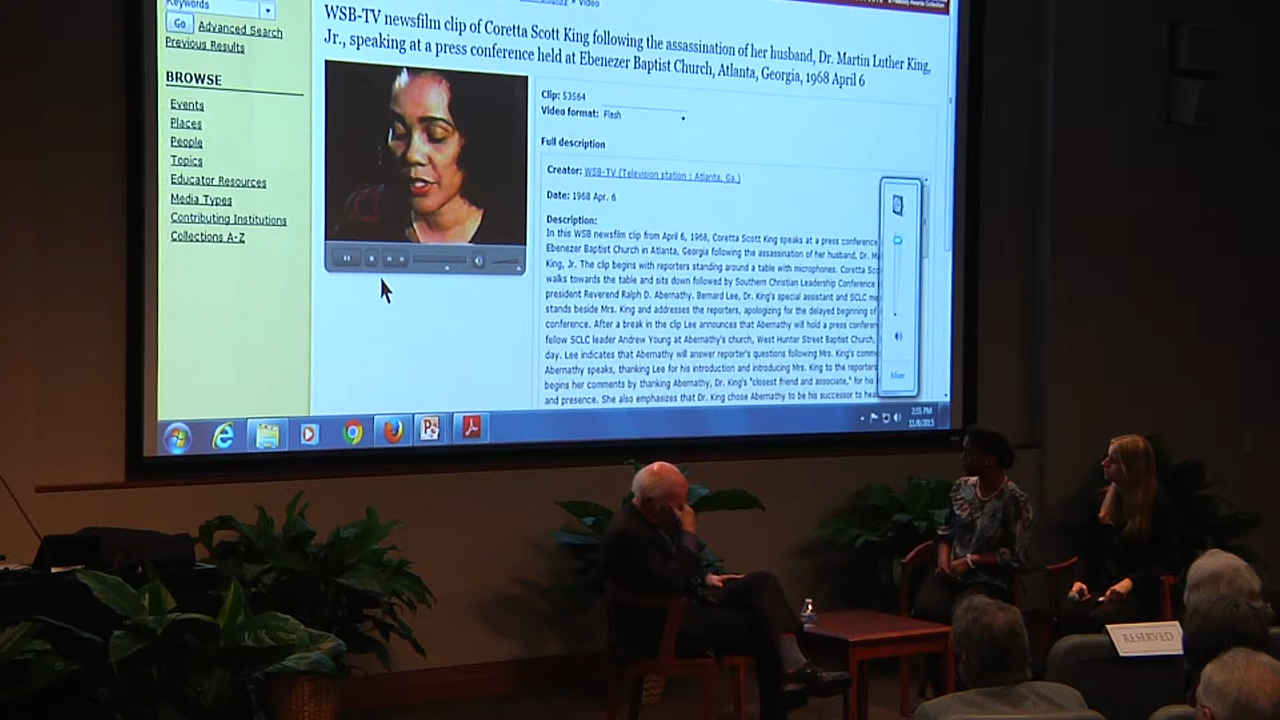 Keywords
Video
Go Advanced Search
Previous Results
BROWSE
Events
Places
People
Topics
Educator Resources
Media Types
Contributing Institutions
Collections A-Z
WSB-TV newsfilm clip of Coretta Scott King following the assassination of her husband, Dr. Martin Luther King,
Jr., speaking at a press conference held at Ebenezer Baptist Church, Atlanta, Georgia, 1968 April 6
Clip: 53564
Video format: Flash
Full description
Creator: WSB-TV (Television station : Atlanta, Ga.)
Date: 1968 Apr. 6
Description:
In this WSB newsfilm clip from April 6, 1968, Coretta Scott King speaks at a press conference
Ebenezer Baptist Church in Atlanta, Georgia following the assassination of her husband, Dr. M
King, Jr. The clip begins with reporters standing around a table with microphones. Coretta Sco
walks towards the table and sits down followed by Southern Christian Leadership Conference
president Reverend Ralph D. Abernathy. Bernard Lee, Dr. King's special assistant and SCLC me
stands beside Mrs. King and addresses the reporters, apologizing for the delayed beginning of
conference. After a break in the clip Lee announces that Abernathy will hold a press conferen
fellow SCLC leader Andrew Young at Abernathy's church, West Hunter Street Baptist Church,
day. Lee indicates that Abernathy will answer reporter's questions following Mrs. King's comme
Abernathy speaks, thanking Lee for his introduction and introducing Mrs. King to the reporters
begins her comments by thanking Abernathy, Dr. King's "closest friend and associate," for his
and presence. She also emphasizes that Dr. King chose Abernathy to be his successor to hea
Mixer
2:55 PM
11/8/2015
RESERVED